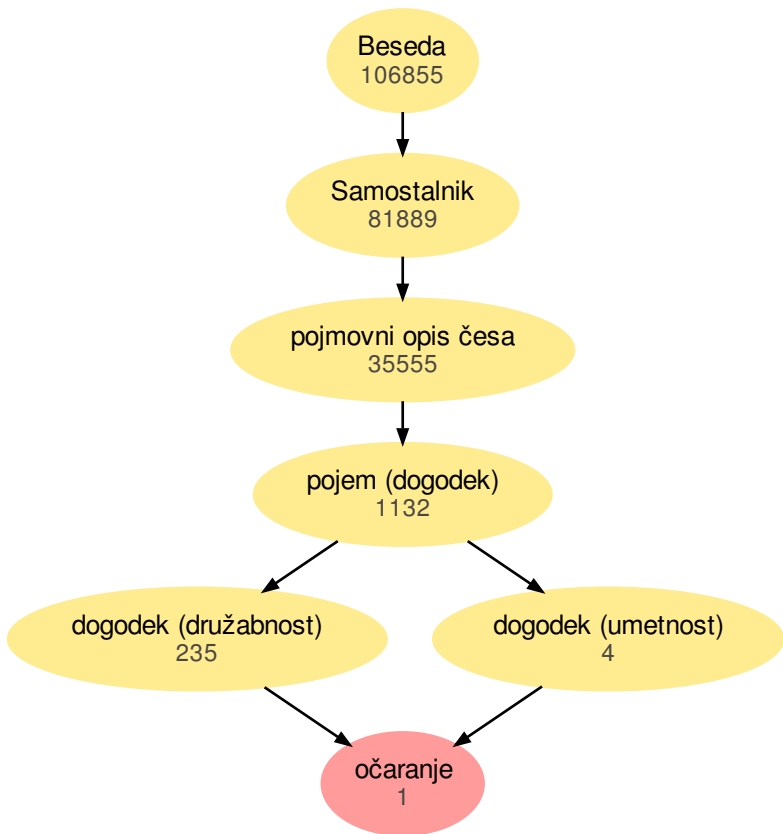 Beseda
106855
Samostalnik
81889
pojmovni opis česa
35555
pojem (dogodek)
1132
dogodek (družabnost)
235
dogodek (umetnost)
4
očaranje
1